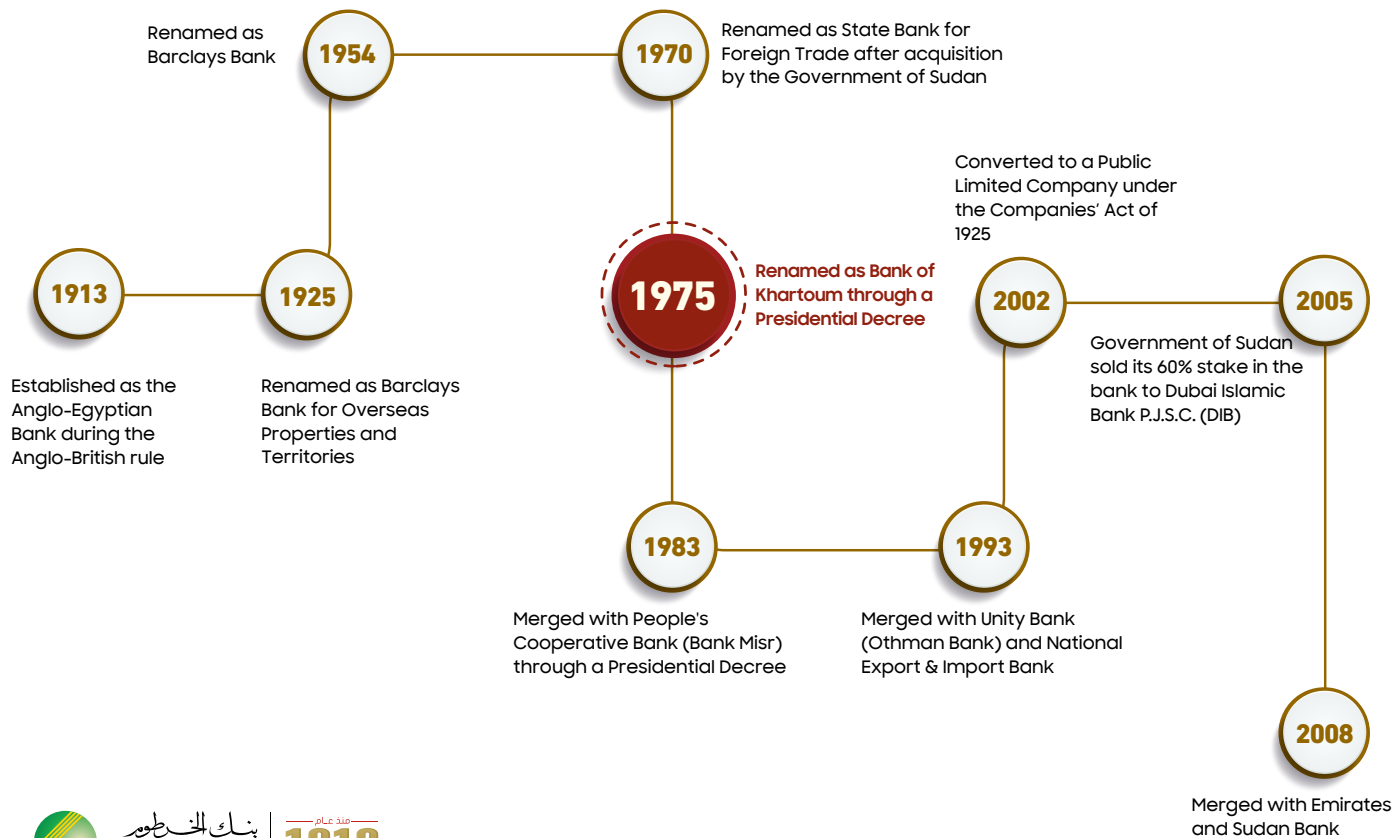 1913
Established as the
Anglo-Egyptian
Bank during the
Anglo-British rule
1925
Renamed as Barclays
Bank for Overseas
Properties and
Territories
Renamed as
Barclays Bank
1954
1970
Renamed as State Bank for
Foreign Trade after acquisition
by the Government of Sudan
1975
Renamed as Bank of
Khartoum through a
Presidential Decree
1983
Merged with People's
Cooperative Bank (Bank Misr)
through a Presidential Decree
1993
Merged with Unity Bank
(Othman Bank) and National
Export & Import Bank
Converted to a Public
Limited Company under
the Companies' Act of
1925
2002
2005
Government of Sudan
sold its 60% stake in the
bank to Dubai Islamic
Bank P.J.S.C. (DIB)
2008
Merged with Emirates
and Sudan Bank
بنك الخرطوم
منذ عام